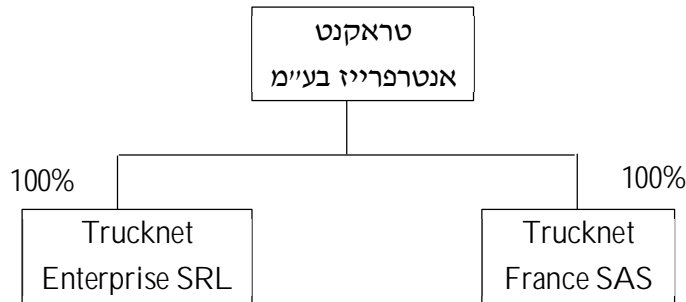 טראקנט
אנטרפרייז בע״מ
100%
100%
Trucknet
Enterprise SRL
Trucknet
France SAS